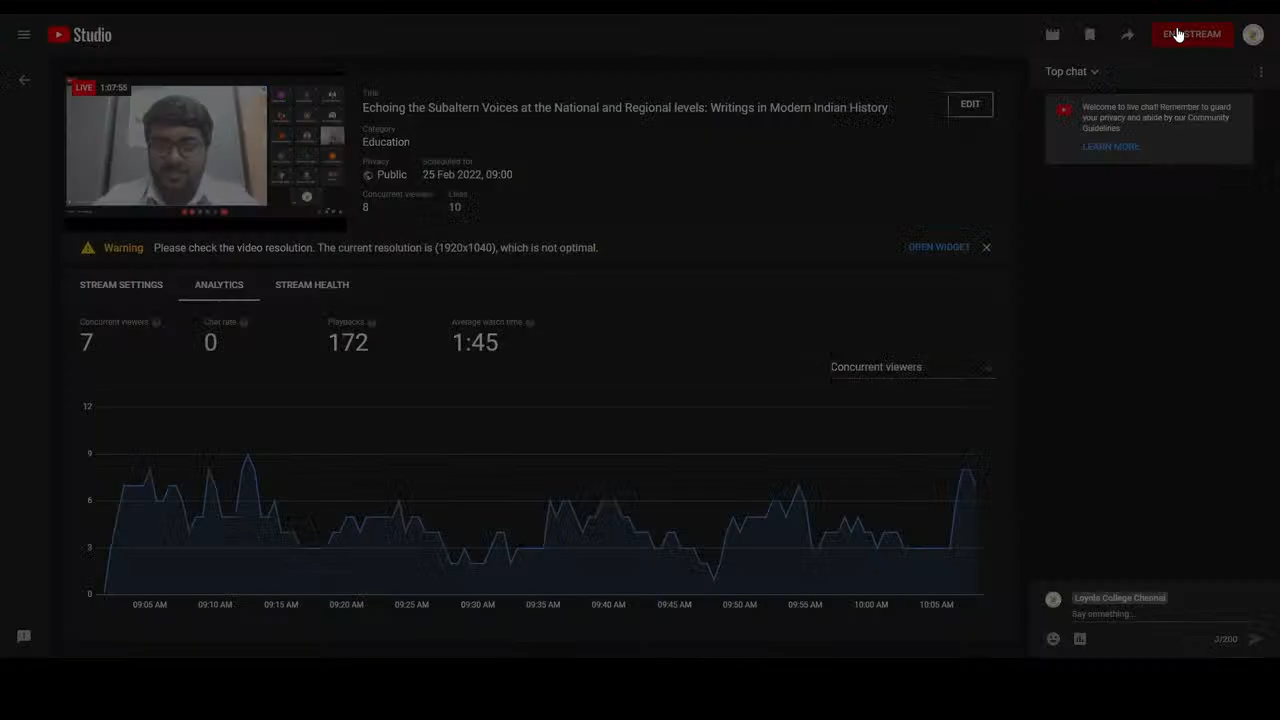 Studio
END STREAM
LIVE 1:07:55
Title
Echoing the Subaltern Voices at the National and Regional levels: Writings in Modern Indian History
EDIT
Category
Education
Privacy
Public
Scheduled for
25 Feb 2022, 09:00
Concurrent viewers
8
Likes
10
Warning Please check the video resolution. The current resolution is (1920x1040), which is not optimal.
OPEN WIDGET
STREAM SETTINGS
ANALYTICS
STREAM HEALTH
Concurrent viewers
7
Chat rate
0
Playbacks
172
Average watch time
1:45
Concurrent viewers
12
9
6
3
0
09:05 AM 09:10 AM 09:15 AM 09:20 AM 09:25 AM 09:30 AM 09:35 AM 09:40 AM 09:45 AM 09:50 AM 09:55 AM 10:00 AM 10:05 AM
Top chat
Welcome to live chat! Remember to guard
your privacy and abide by our Community
Guidelines.
LEARN MORE
Loyola College Chennai
Say something...
/200